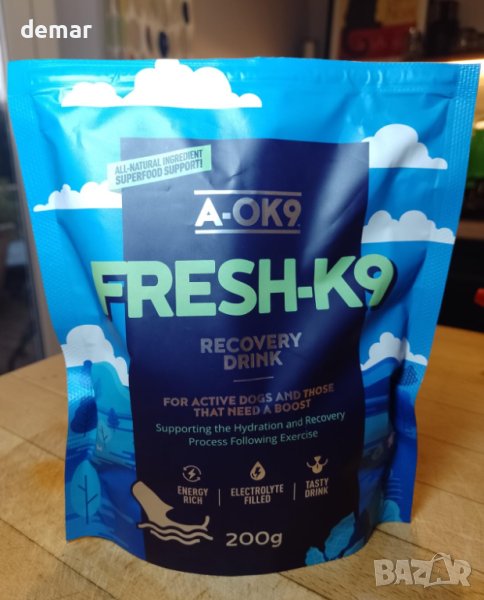 demar
ALL-NATURAL INGREDIENT
SUPERFOOD SUPPORT!
A-OK9
FRESH-K9
RECOVERY
DRINK
FOR ACTIVE DOGS AND THOSE
THAT NEED A BOOST
Supporting the Hydration and Recovery
Process Following Exercise
ENERGY
RICH
ELECTROLYTE
FILLED
TASTY
DRINK
200g
BAZAR